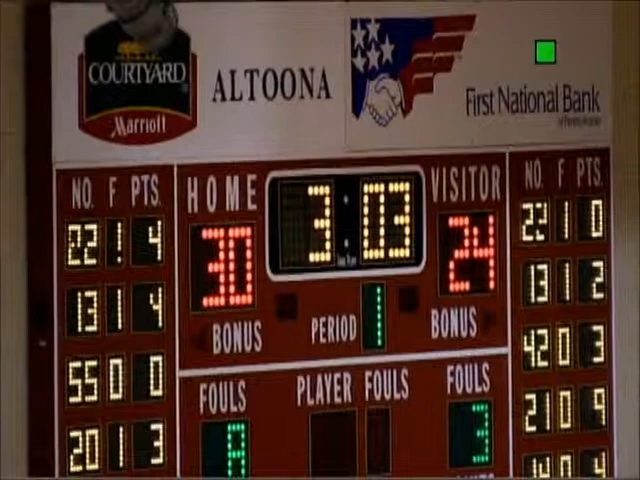 COURTYARD
Marriott
ALTOONA
First National Bank
NO. F PTS.
HOME
3:03
VISITOR
NO. F PTS.
22 1 4
30
24
22 1 0
13 1 4
13 1 2
BONUS
PERIOD 1
BONUS
55 0 0
42 0 3
FOULS
PLAYER FOULS
FOULS
20 1 3
3
21 0 9